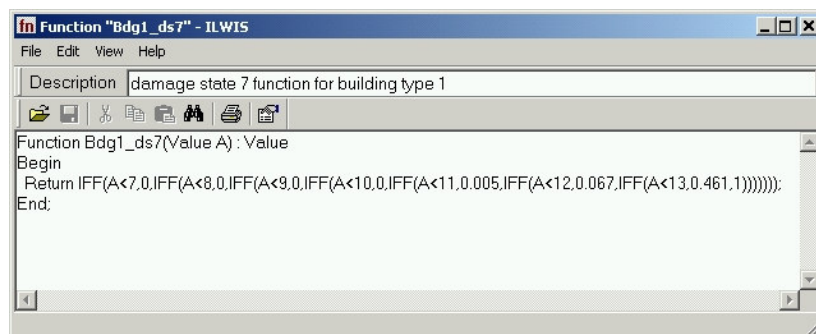 fn Function "Bdg1_ds7" - ILWIS
File Edit View Help
Description damage state 7 function for building type 1
Function Bdg1_ds7(Value A) : Value
Begin
Return IFF(A<7,0,IFF(A<8,0,IFF(A<9,0,IFF(A<10,0,IFF(A<11,0.005,IFF(A<12,0.067,IFF(A<13,0.461,1)))))));
End;